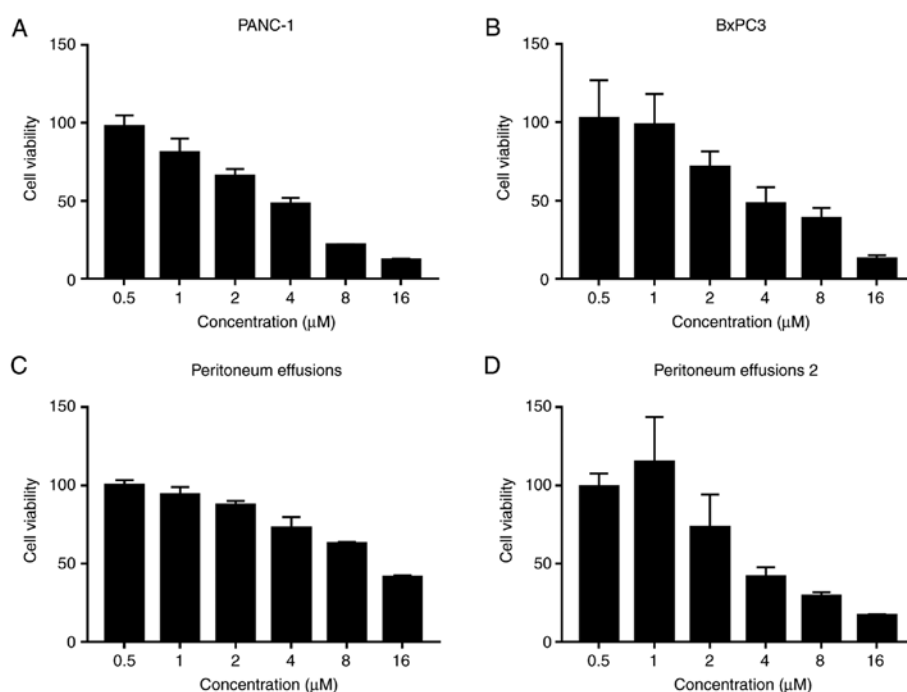 A
PANC-1
Cell viability
150
100
50
0
0.5 1 2 4 8 16
Concentration (μM)
B
BxPC3
Cell viability
150
100
50
0
0.5 1 2 4 8 16
Concentration (μM)
C
Peritoneum effusions
Cell viability
150
100
50
0
0.5 1 2 4 8 16
Concentration (μM)
D
Peritoneum effusions 2
Cell viability
150
100
50
0
0.5 1 2 4 8 16
Concentration (μM)